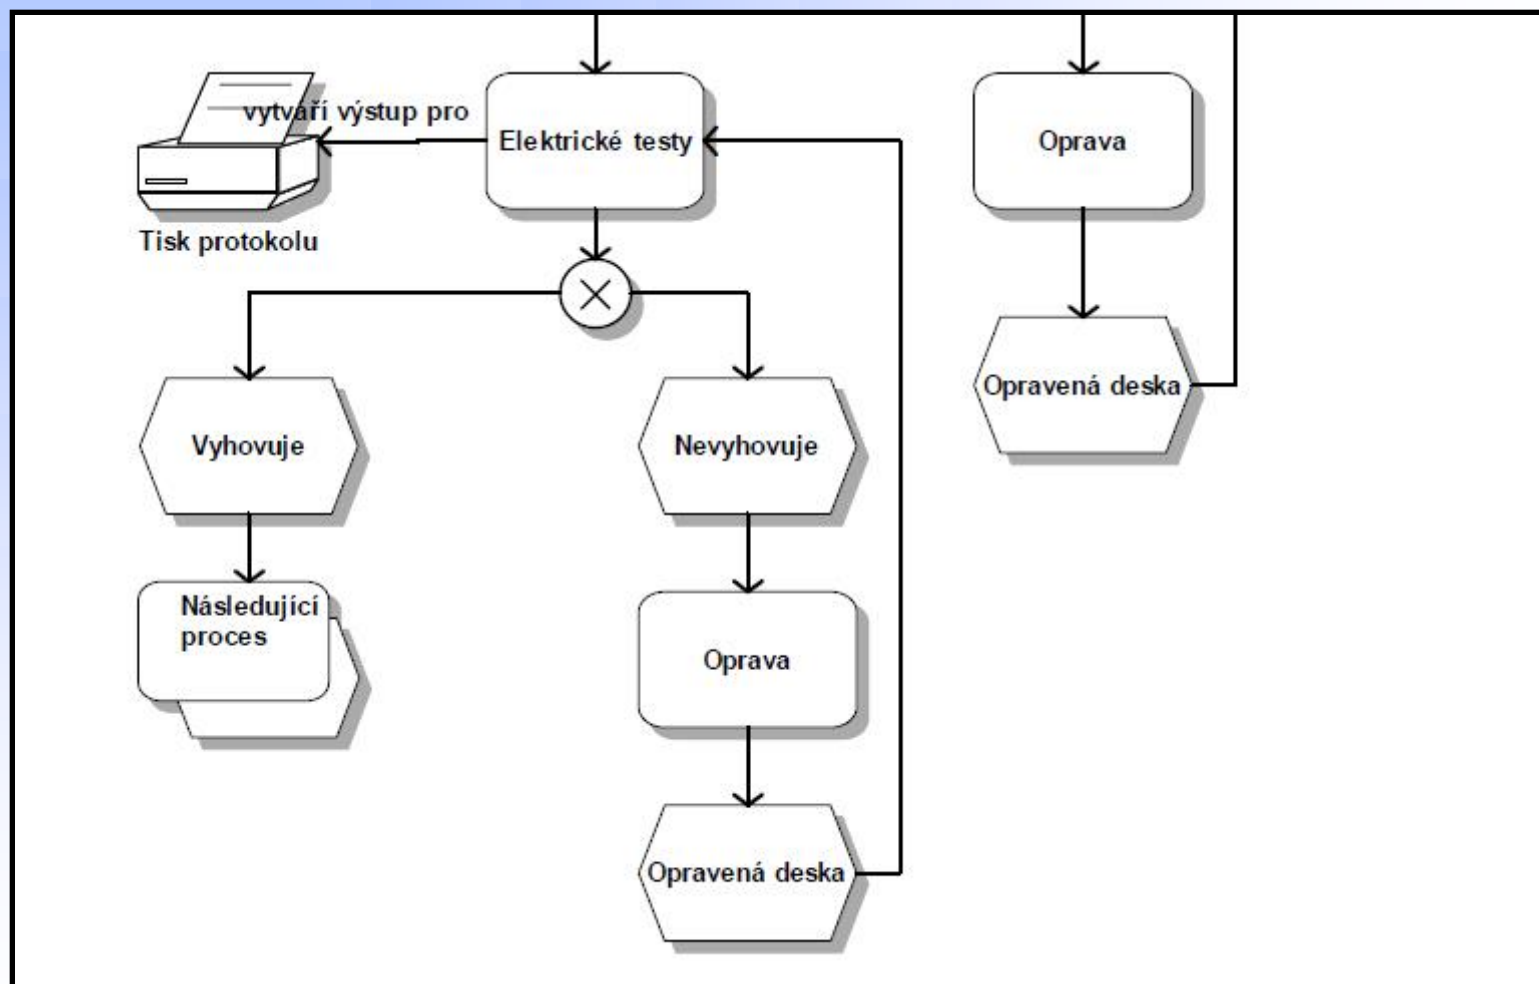 vytváří výstup pro
Elektrické testy
Oprava
Tisk protokolu
Opravená deska
Vyhovuje
Nevyhovuje
Následující
proces
Oprava
Opravená deska